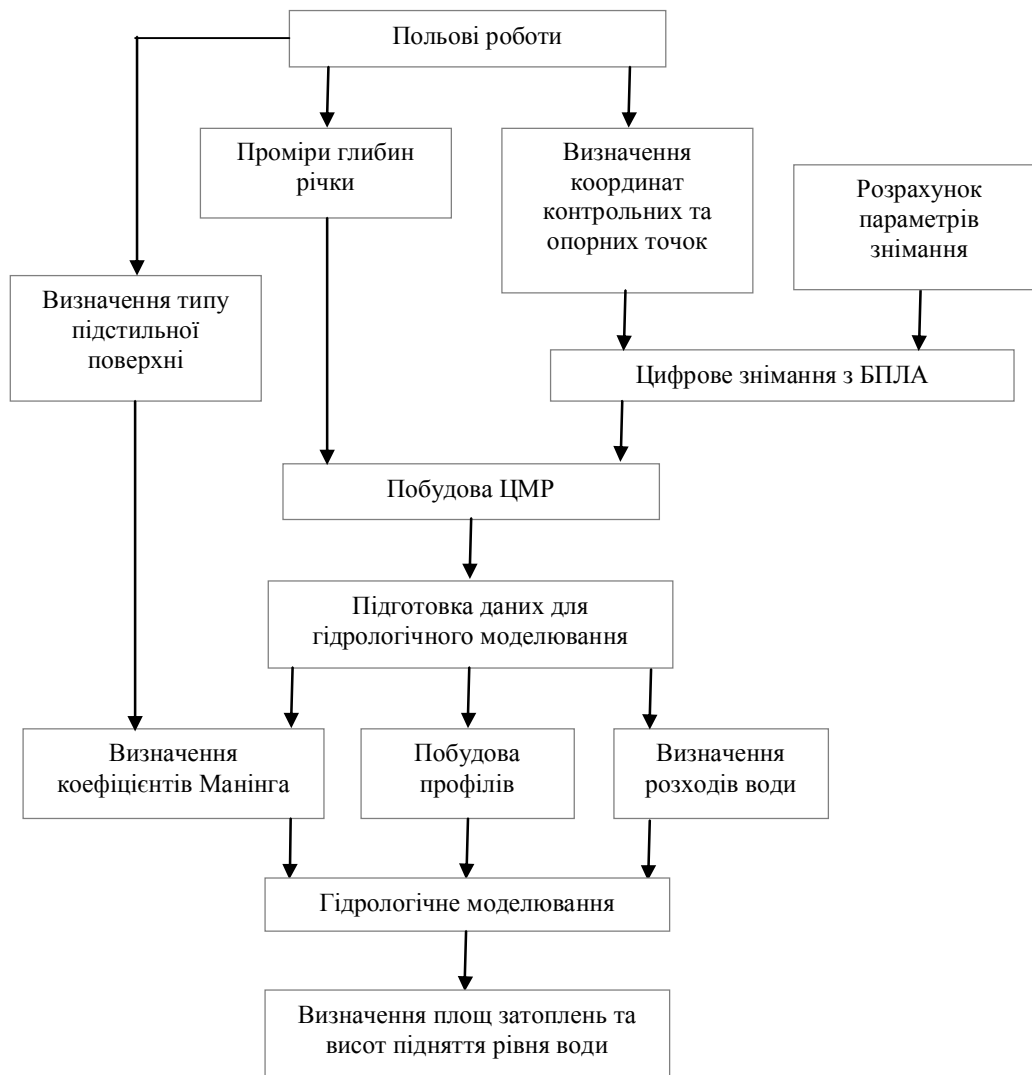 Польові роботи
Проміри глибин
річки
Визначення
координат
контрольних та
опорних точок
Розрахунок
параметрів
знімання
Визначення типу
підстильної
поверхні
Цифрове знімання з БПЛА
Побудова ЦМР
Підготовка даних для
гідрологічного моделювання
Визначення
коефіцієнтів Манінга
Побудова
профілів
Визначення
розходів води
Гідрологічне моделювання
Визначення площ затоплень та
висот підняття рівня води